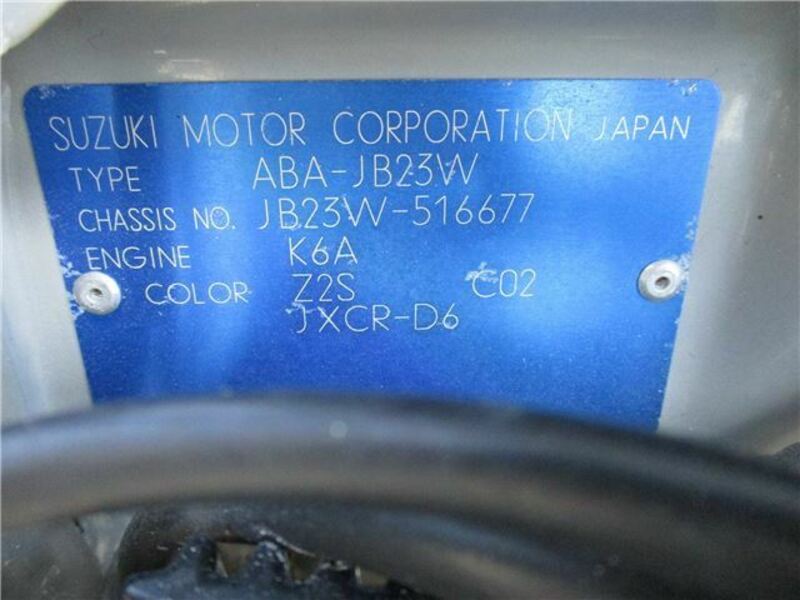 SUZUKI MOTOR CORPORATION JAPAN
TYPE ABA-JB23W
CHASSIS NO. JB23W-516677
ENGINE K6A
COLOR Z2S C02
JXCR-D6